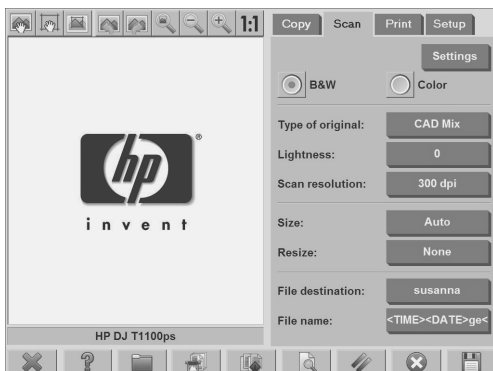 1:1
Copy Scan Print Setup
Settings
B&W Color
Type of original: CAD Mix
Lightness: 0
Scan resolution: 300 dpi
Size: Auto
Resize: None
File destination: susanna
File name: <TIME><DATE>ge<
hp
®
invent
HP DJ T1100ps
?